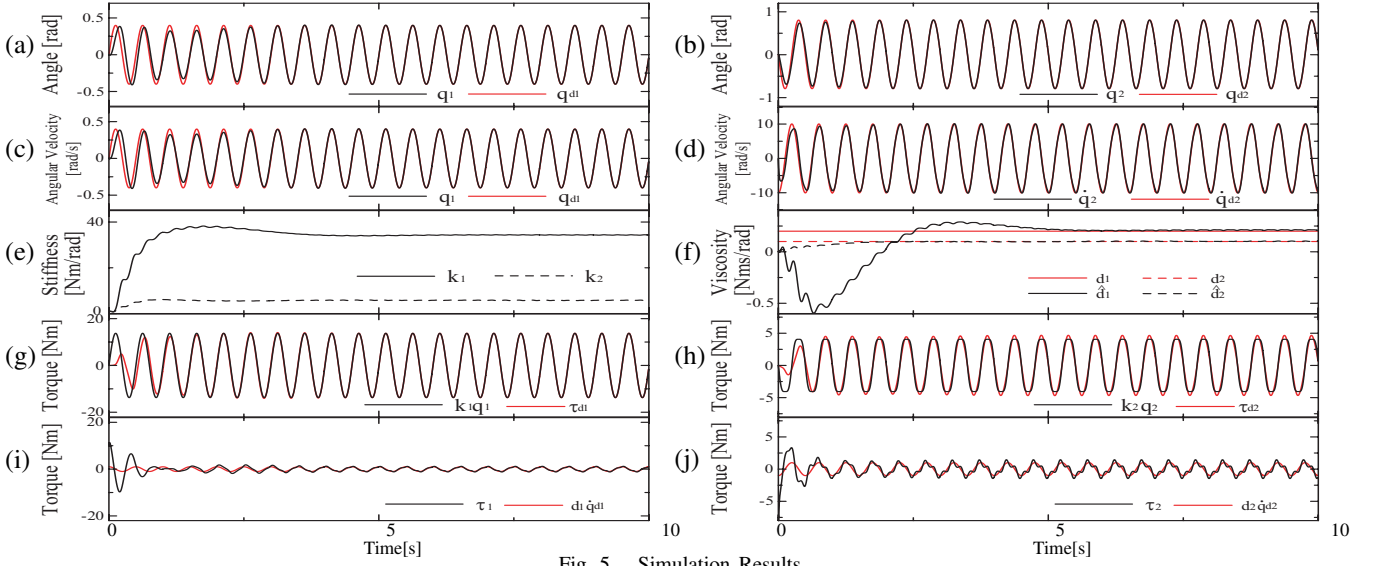 (a) Angle [rad] 0.5 0 -0.5 q1 qd1
(b) Angle [rad] 1 0 -1 q2 qd2
(c) Angular Velocity [rad/s] 0.5 0 -0.5 q1 qd1
(d) Angular Velocity [rad/s] 10 0 -10 q̇2 q̇d2
(e) Stiffness [Nm/rad] 40 0 k1 k2
(f) Viscosity [Nms/rad] 0 -0.5 d1 d2 d̂1 d̂2
(g) Torque [Nm] 20 0 -20 k1q1 τd1
(h) Torque [Nm] 5 0 -5 k2q2 τd2
(i) Torque [Nm] 20 0 -20 τ1 d1q̇d1
(j) Torque [Nm] 5 0 -5 τ2 d2q̇d2
0 5 10
Time[s]
0 5 10
Time[s]
Fig. 5. Simulation Results